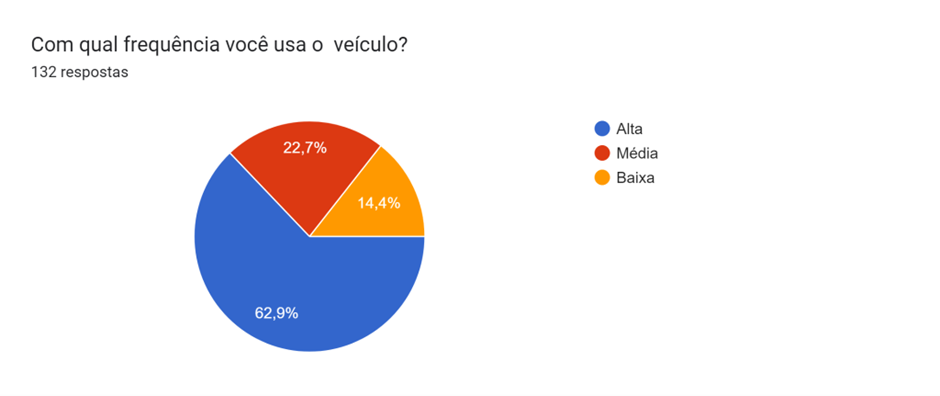 Com qual frequência você usa o  veículo?
132 respostas
22,7%
14,4%
62,9%
Alta
Média
Baixa